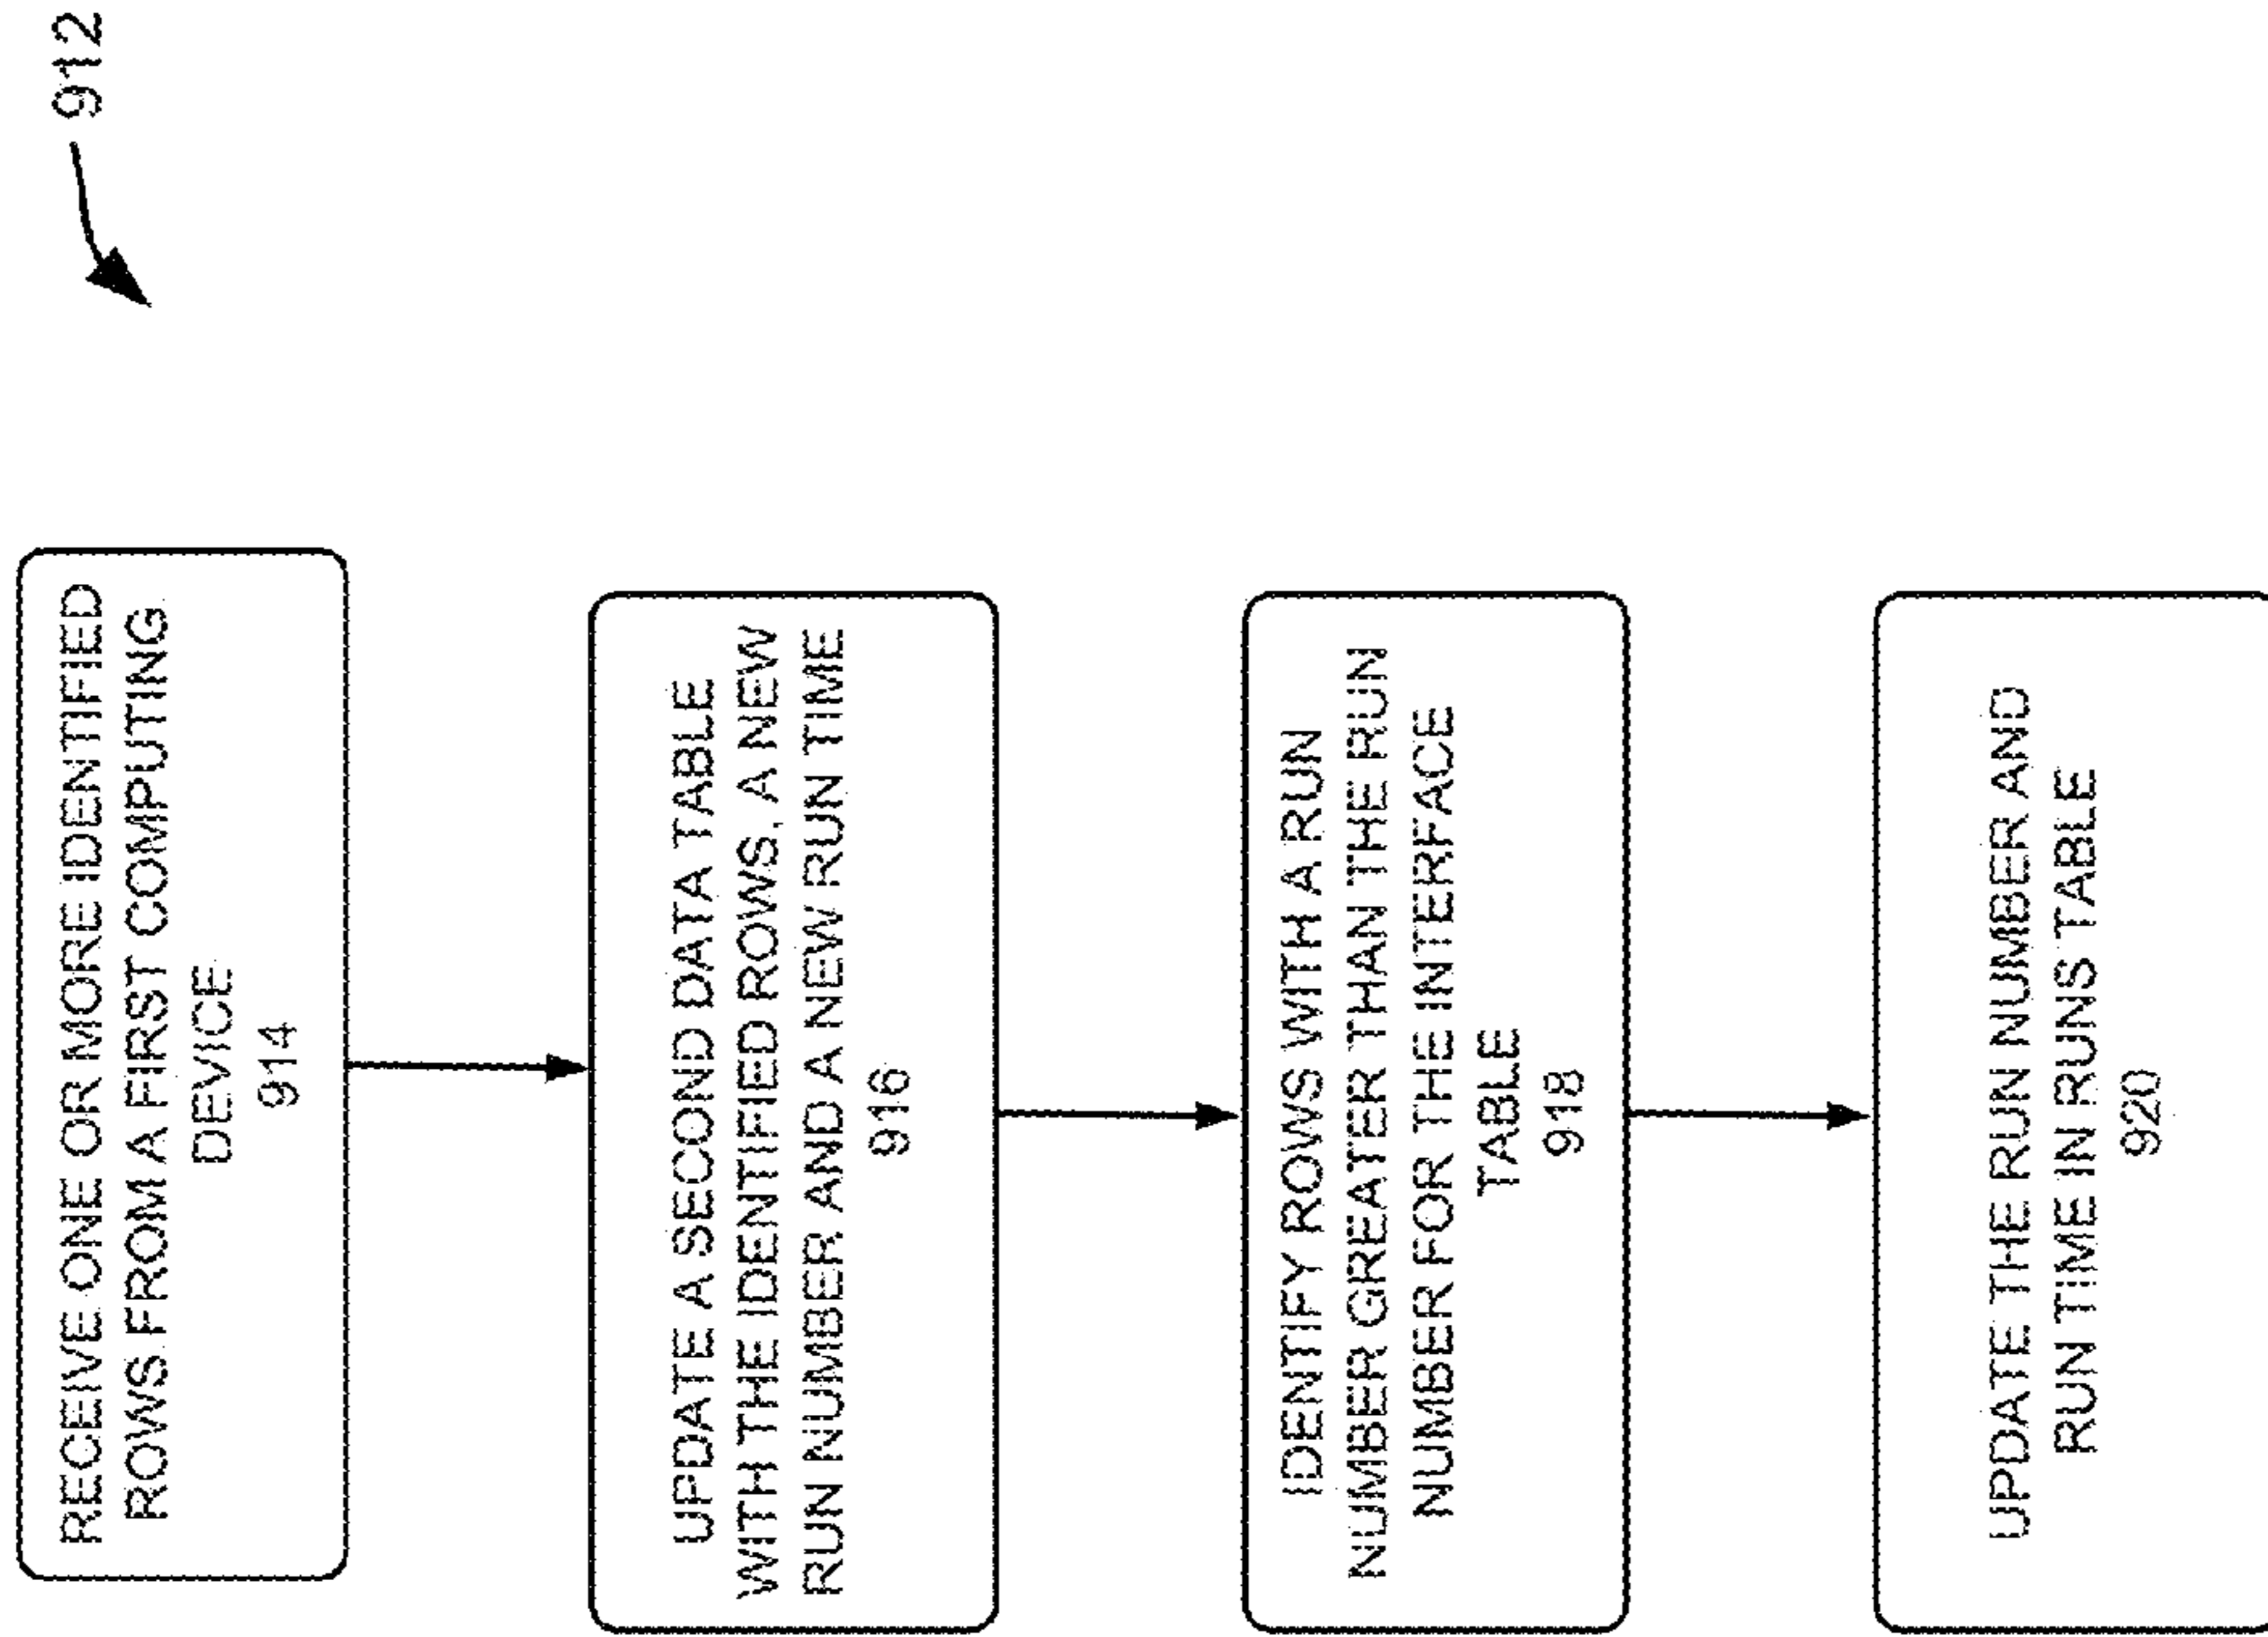 912
RECEIVE ONE OR MORE IDENTIFIED
ROWS FROM A FIRST COMPUTING
DEVICE
914
UPDATE A SECOND DATA TABLE
WITH THE IDENTIFIED ROWS, A NEW
RUN NUMBER AND A NEW RUN TIME
916
IDENTIFY ROWS WITH A RUN
NUMBER GREATER THAN THE RUN
NUMBER FOR THE INTERFACE
TABLE
918
UPDATE THE RUN NUMBER AND
RUN TIME IN RUNS TABLE
920